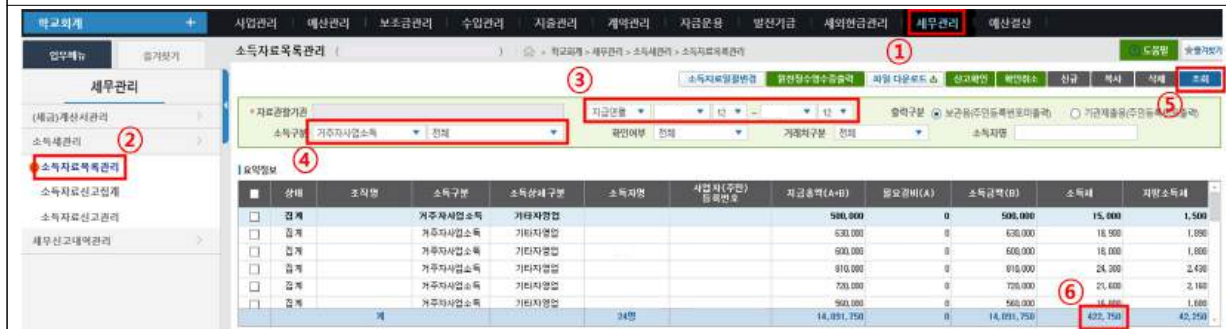 학교회계 +
사업관리 예산관리 보조금관리 수입관리 지출관리 계약관리 자금운용 발전기금 세외현금관리 세무관리 예산결산
①
업무메뉴 즐겨찾기
소득자료목록관리 ( ) > 학교회계 > 세무관리 > 소득세관리 > 소득자료목록관리
도움말 ☆즐겨찾기
세무관리
③
소득자료일괄변경 원천징수영수증출력 파일 다운로드 신고확인 확인취소 신규 복사 삭제 조회
⑤
(세금)계산서관리
소득세관리
②
소득자료목록관리
소득자료신고집계
소득자료신고관리
세무신고내역관리
* 자료관할기관 지급연월 12 ~ 12 출력구분 보관용(주민등록번호미출력) 기관제출용(주민등록번호출력)
소득구분 거주자사업소득 전체 확인여부 전체 거래처구분 전체 소득자명
④
요약정보
상태 조직명 소득구분 소득상세구분 소득자명 사업자(주민)등록번호 지급총액(A+B) 필요경비(A) 소득금액(B) 소득세 지방소득세
집계 거주자사업소득 기타자영업 500,000 0 500,000 15,000 1,500
집계 거주자사업소득 기타자영업 630,000 0 630,000 18,900 1,890
집계 거주자사업소득 기타자영업 600,000 0 600,000 18,000 1,800
집계 거주자사업소득 기타자영업 810,000 0 810,000 24,300 2,430
집계 거주자사업소득 기타자영업 720,000 0 720,000 21,600 2,160
집계 거주자사업소득 기타자영업 560,000 0 560,000 16,800 1,680
⑥
계 24명 14,091,750 0 14,091,750 422,750 42,250